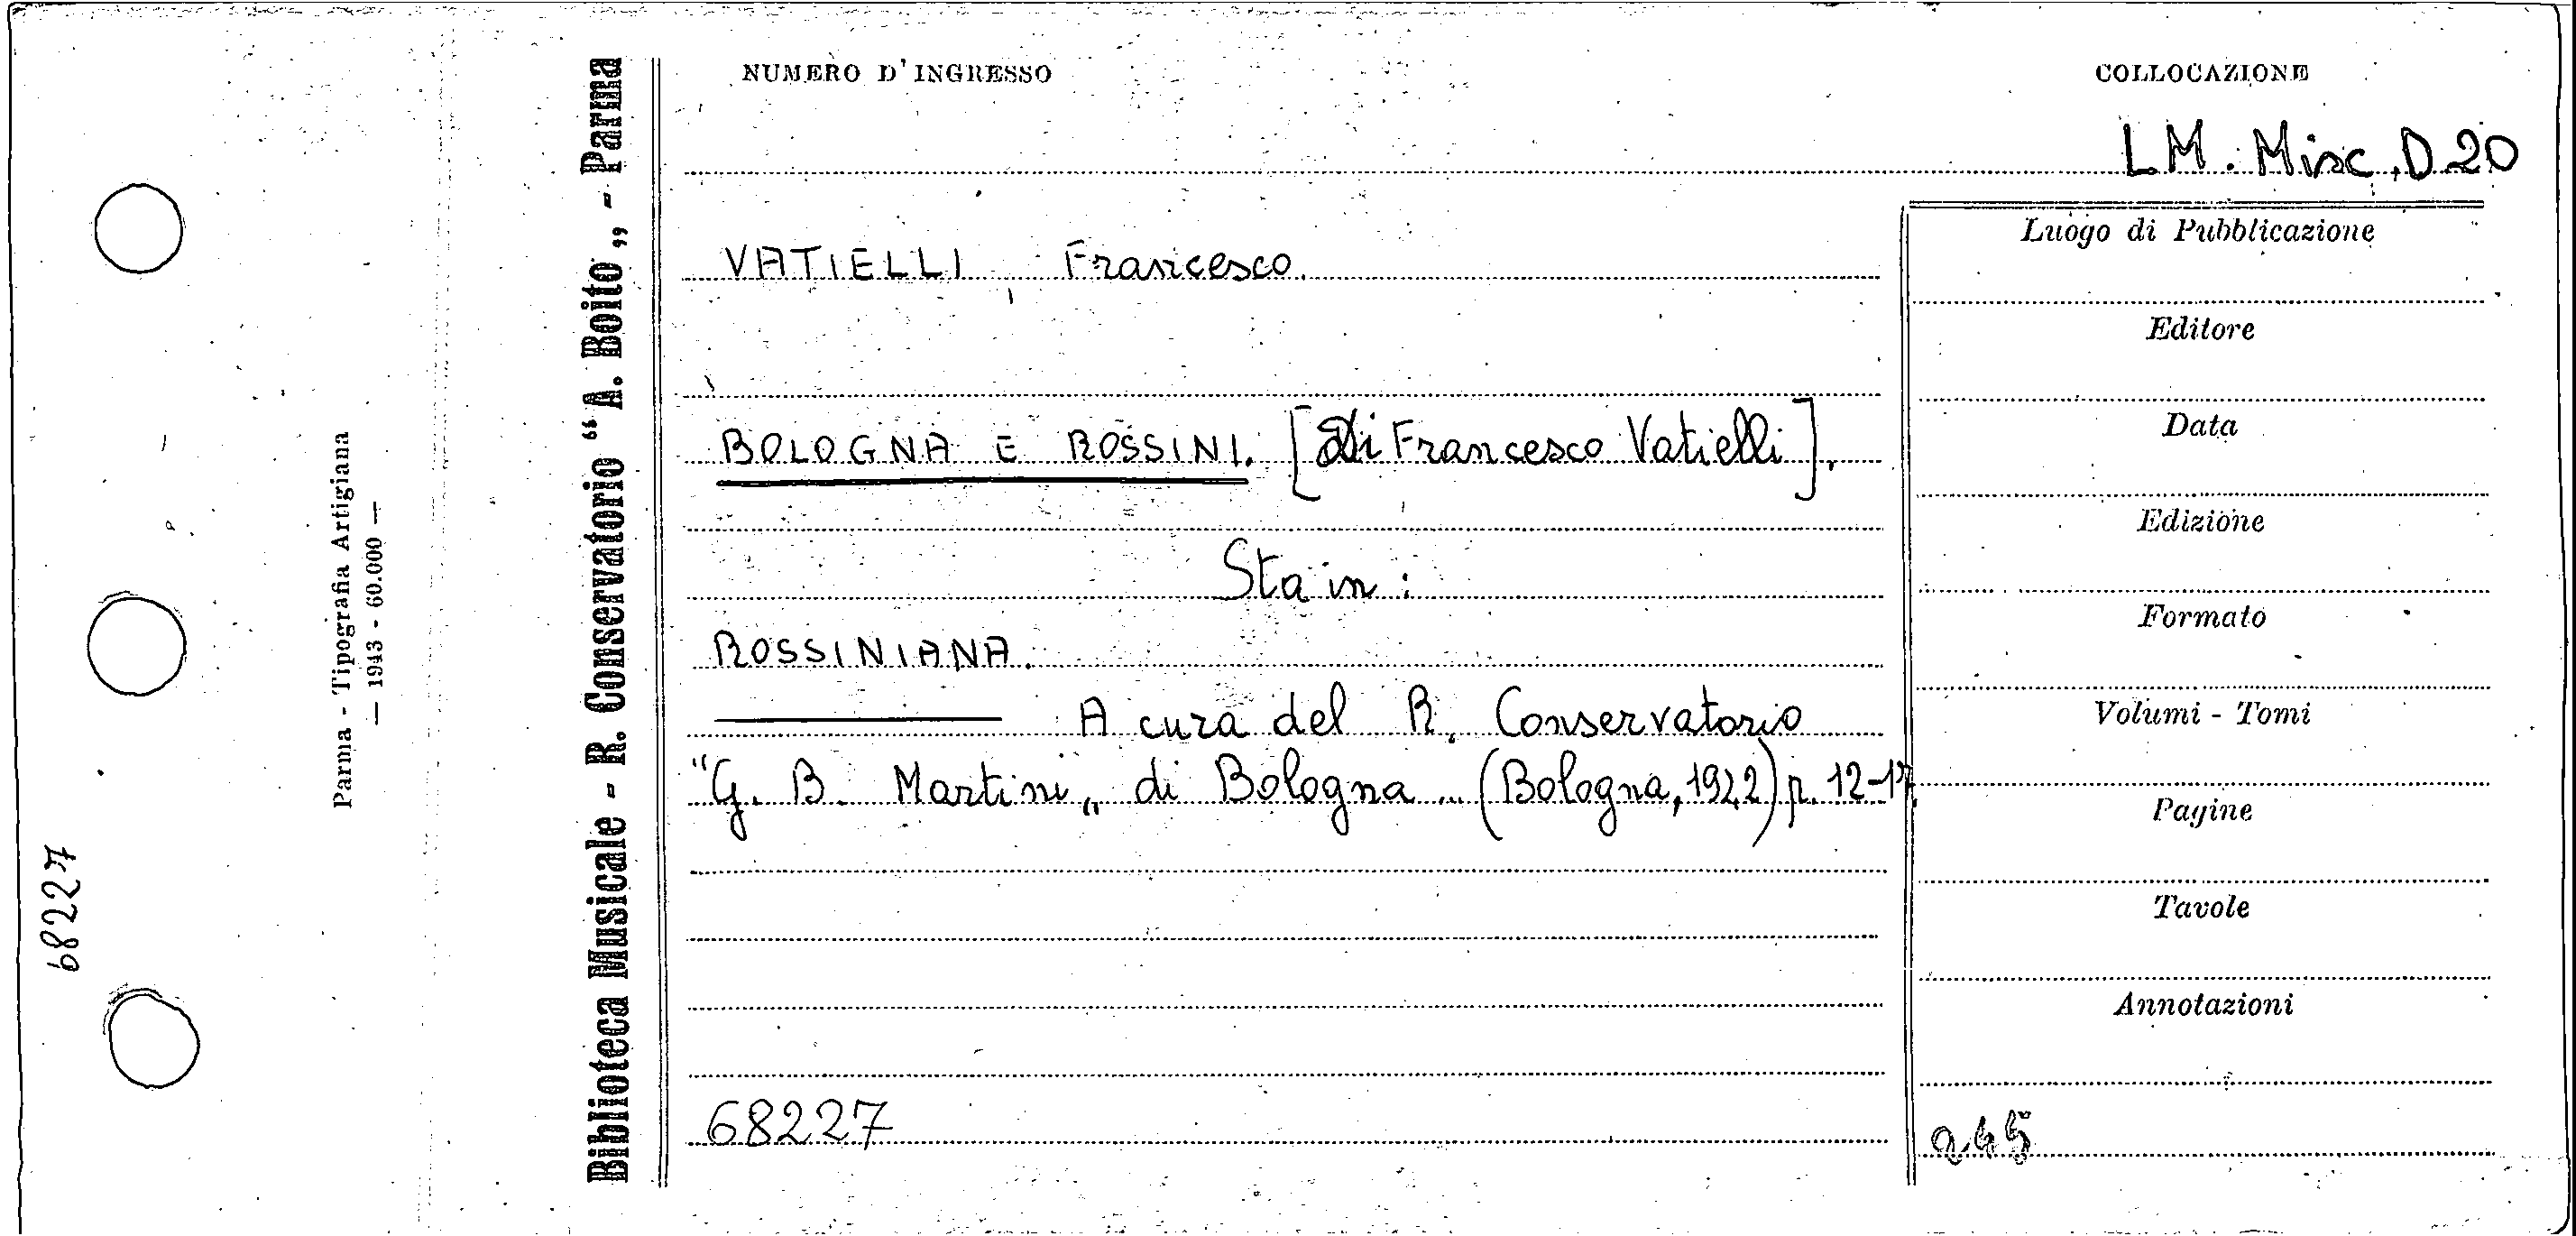 NUMERO D'INGRESSO
COLLOCAZIONE
LM. Misc. D 20
VATIELLI Francesco.
BOLOGNA E ROSSINI. [Di Francesco Vatielli].
Sta in:
ROSSINIANA.
A cura del R. Conservatorio
"G. B. Martini„ di Bologna (Bologna, 1942) p. 12-17.
68227
Luogo di Pubblicazione
Editore
Data
Edizione
Formato
Volumi - Tomi
Pagine
Tavole
Annotazioni
Biblioteca Musicale - R. Conservatorio “A. Boito„ - Parma
Parma - Tipografia Artigiana
— 1943 - 60.000 —
68227